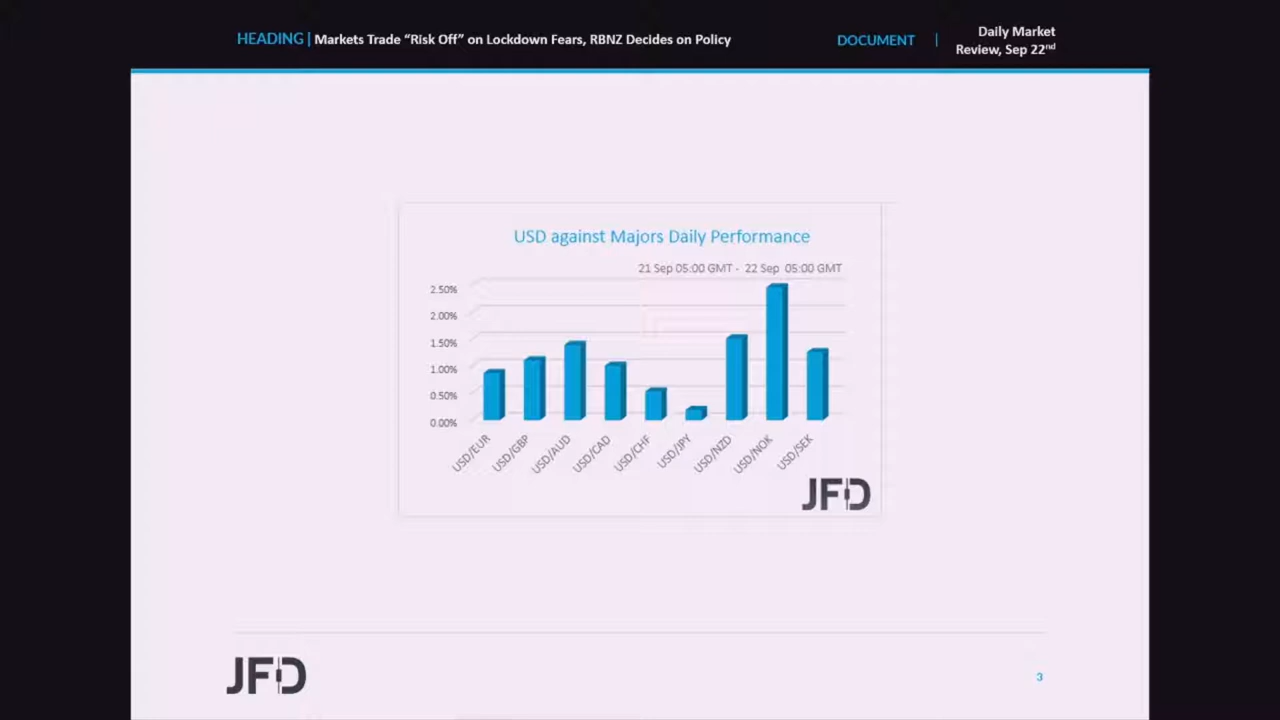 HEADING | Markets Trade “Risk Off” on Lockdown Fears, RBNZ Decides on Policy
DOCUMENT | Daily Market
Review, Sep 22nd
USD against Majors Daily Performance
21 Sep 05:00 GMT - 22 Sep 05:00 GMT
2.50%
2.00%
1.50%
1.00%
0.50%
0.00%
USD/EUR
USD/GBP
USD/AUD
USD/CAD
USD/CHF
USD/JPY
USD/NZD
USD/NOK
USD/SEK
JFD
JFD
3